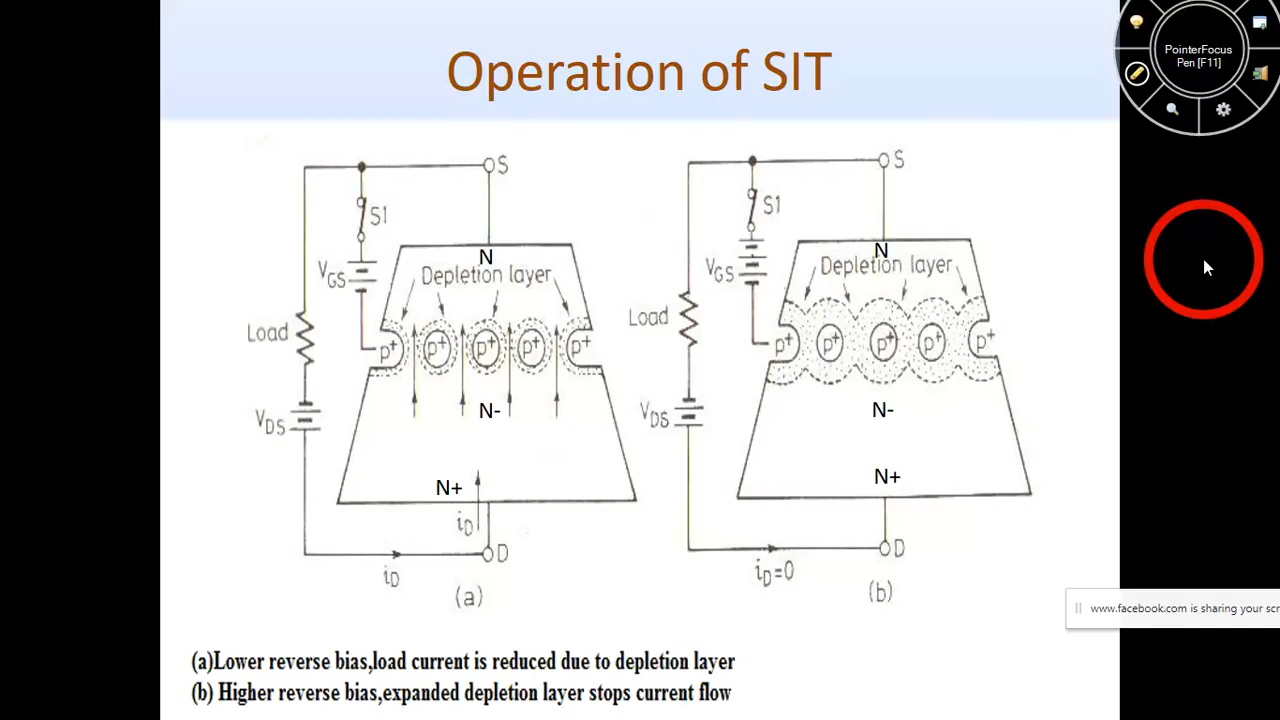 Operation of SIT
PointerFocus
Pen [F11]
S
S1
N
VGS
Depletion layer
Load
p+ p+ p+ p+ p+
VDS
N-
N+
iD
D
iD
(a)
S
S1
N
VGS
Depletion layer
Load
p+ p+ p+ p+ p+
VDS
N-
N+
D
iD=0
(b)
www.facebook.com is sharing your scr
(a)Lower reverse bias,load current is reduced due to depletion layer
(b) Higher reverse bias,expanded depletion layer stops current flow